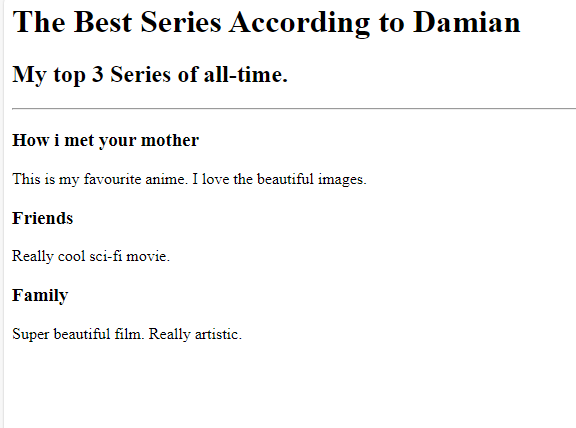 The Best Series According to Damian
My top 3 Series of all-time.
How i met your mother
This is my favourite anime. I love the beautiful images.
Friends
Really cool sci-fi movie.
Family
Super beautiful film. Really artistic.